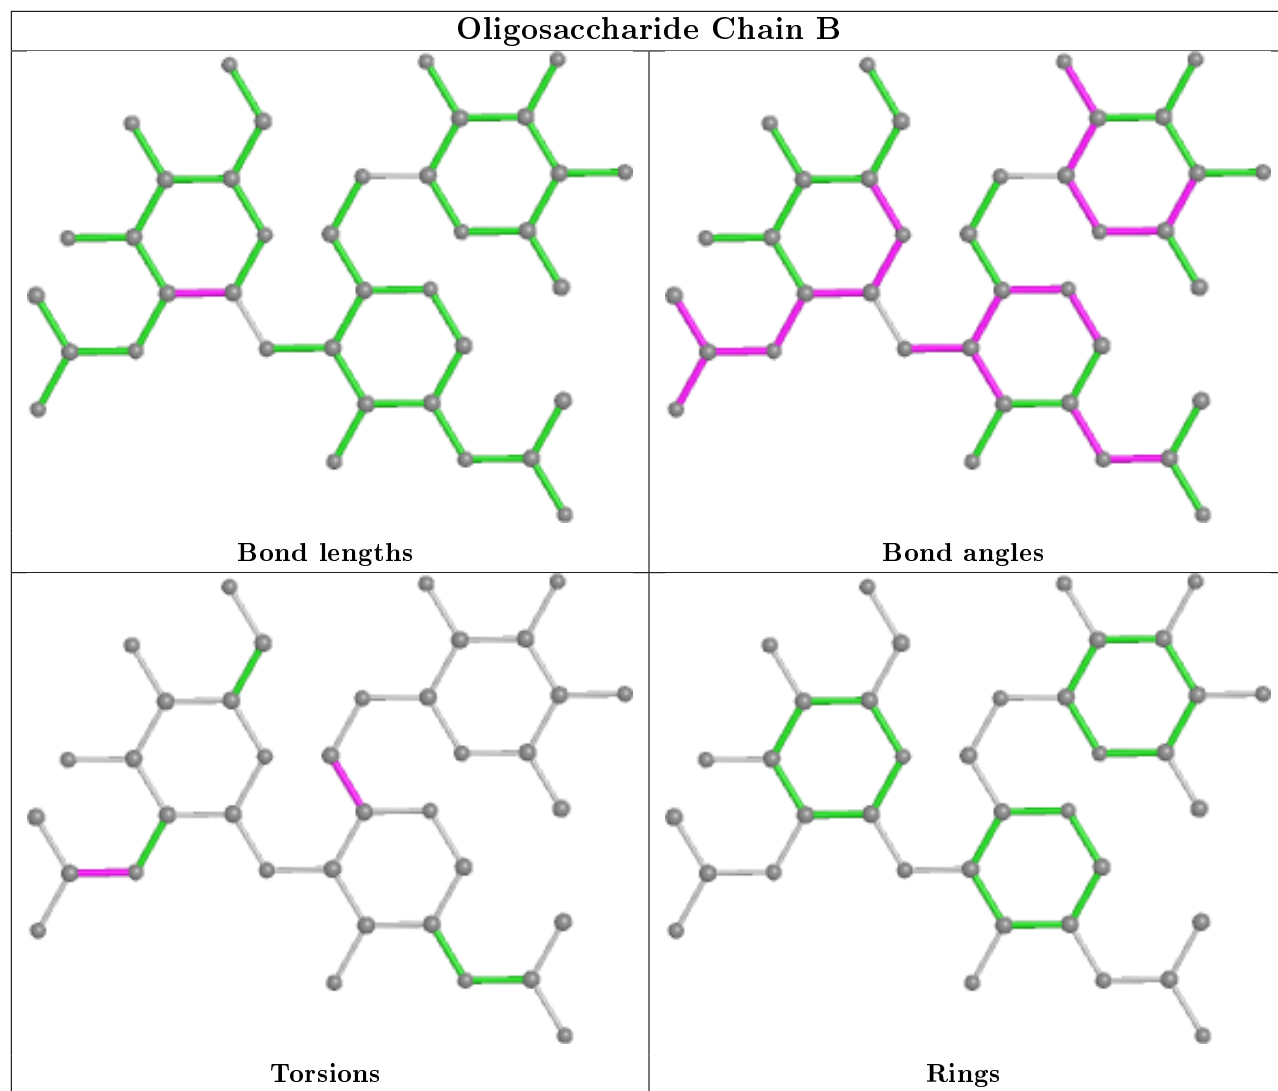 Oligosaccharide Chain B
Bond lengths
Bond angles
Torsions
Rings